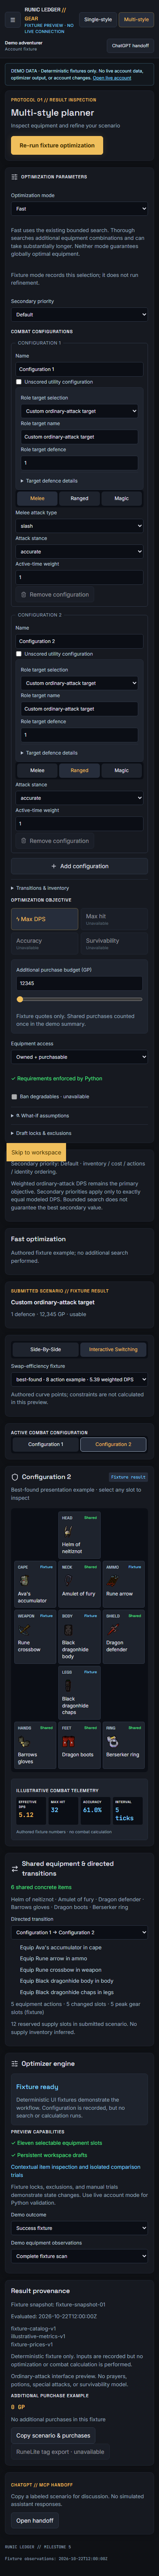 RUNIC LEDGER //
GEAR
FIXTURE PREVIEW · NO
LIVE CONNECTION
Single-style
Multi-style
Demo adventurer
Account fixture
ChatGPT handoff
DEMO DATA · Deterministic fixtures only. No live account data,
optimizer output, or account changes. Open live account
PROTOCOL 01 // RESULT INSPECTION
Multi-style planner
Inspect equipment and refine your scenario
Re-run fixture optimization
OPTIMIZATION PARAMETERS
Optimization mode
Fast
Fast uses the existing bounded search. Thorough
searches additional equipment combinations and can
take substantially longer. Neither mode guarantees
globally optimal equipment.
Fixture mode records this selection; it does not run
refinement.
Secondary priority
Default
COMBAT CONFIGURATIONS
CONFIGURATION 1
Name
Configuration 1
Unscored utility configuration
Role target selection
Custom ordinary-attack target
Role target name
Custom ordinary-attack target
Role target defence
1
▸ Target defence details
Melee
Ranged
Magic
Melee attack type
slash
Attack stance
accurate
Active-time weight
1
Remove configuration
CONFIGURATION 2
Name
Configuration 2
Unscored utility configuration
Role target selection
Custom ordinary-attack target
Role target name
Custom ordinary-attack target
Role target defence
1
▸ Target defence details
Melee
Ranged
Magic
Attack stance
accurate
Active-time weight
1
Remove configuration
+ Add configuration
▸ Transitions & inventory
OPTIMIZATION OBJECTIVE
Max DPS
Max hit
Unavailable
Accuracy
Unavailable
Survivability
Unavailable
Additional purchase budget (GP)
12345
Fixture quotes only. Shared purchases counted
once in the demo summary.
Equipment access
Owned + purchasable
✓ Requirements enforced by Python
Ban degradables · unavailable
▸ What-if assumptions
▸ Draft locks & exclusions
Skip to workspace
Secondary priority: Default · inventory / cost / actions
/ identity ordering.
Weighted ordinary-attack DPS remains the primary
objective. Secondary priorities apply only to exactly
equal modeled DPS. Bounded search does not
guarantee the best secondary value.
Fast optimization
Authored fixture example; no additional search
performed.
SUBMITTED SCENARIO // FIXTURE RESULT
Custom ordinary-attack target
1 defence · 12,345 GP · usable
Side-By-Side
Interactive Switching
Swap-efficiency fixture
best-found · 8 action example · 5.39 weighted DPS
Authored curve points; constraints are not calculated
in this preview.
ACTIVE COMBAT CONFIGURATION
Configuration 1
Configuration 2
Configuration 2
Fixture result
Best-found presentation example · select any slot to
inspect
HEAD
Shared
Helm of
neitiznot
CAPE
Fixture
Ava's
accumulator
NECK
Shared
Amulet of fury
AMMO
Fixture
Rune arrow
WEAPON
Fixture
Rune
crossbow
BODY
Fixture
Black
dragonhide
body
SHIELD
Shared
Dragon
defender
LEGS
Fixture
Black
dragonhide
chaps
HANDS
Shared
Barrows
gloves
FEET
Shared
Dragon boots
RING
Shared
Berserker ring
ILLUSTRATIVE COMBAT TELEMETRY
EFFECTIVE
DPS
5.12
MAX HIT
32
ACCURACY
61.0%
INTERVAL
5
ticks
Authored fixture numbers · no combat calculation
Shared equipment & directed
transitions
6 shared concrete items
Helm of neitiznot · Amulet of fury · Dragon defender ·
Barrows gloves · Dragon boots · Berserker ring
Directed transition
Configuration 1 → Configuration 2
Equip Ava's accumulator in cape
Equip Rune arrow in ammo
Equip Rune crossbow in weapon
Equip Black dragonhide body in body
Equip Black dragonhide chaps in legs
5 equipment actions · 5 changed slots · 5 peak gear
slots (fixture)
12 reserved supply slots in submitted scenario. No
supply inventory inferred.
Optimizer engine
Fixture ready
Deterministic UI fixtures demonstrate the
workflow. Configuration is recorded, but no
search or calculation runs.
PREVIEW CAPABILITIES
✓ Eleven selectable equipment slots
✓ Persistent workspace drafts
Contextual item inspection and isolated comparison
trials
Fixture locks, exclusions, and manual trials
demonstrate state changes. Use live account mode for
Python validation.
Demo outcome
Success fixture
Demo equipment observations
Complete fixture scan
Result provenance
Fixture snapshot: fixture-snapshot-01
Evaluated: 2026-10-22T12:00:00Z
fixture-catalog-v1
illustrative-metrics-v1
fixture-prices-v1
Deterministic fixture only. Inputs are recorded but no
optimization or combat calculation is performed.
Ordinary-attack interface preview. No prayers,
potions, special attacks, or survivability model.
ADDITIONAL PURCHASE EXAMPLE
0 GP
No additional purchases in this fixture
Copy scenario & purchases
RuneLite tag export · unavailable
CHATGPT // MCP HANDOFF
Copy a labeled scenario for discussion. No simulated
assistant responses.
Open handoff
RUNIC LEDGER // MILESTONE 5
Fixture observations: 2026-10-22T12:00:00Z